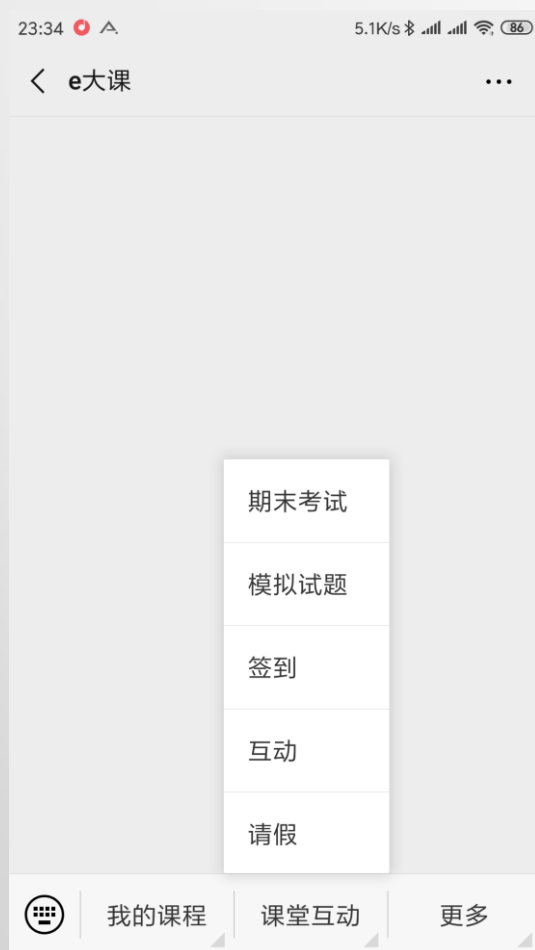 23:34 5.1K/s 86
e大课
期末考试
模拟试题
签到
互动
请假
我的课程 课堂互动 更多